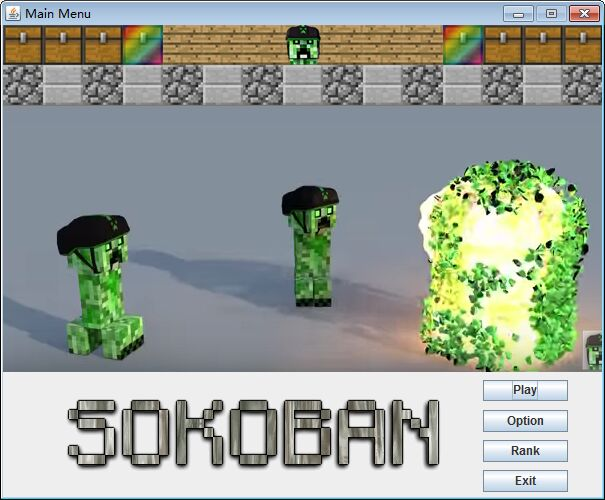 Main Menu
SOKOBAN
Play
Option
Rank
Exit